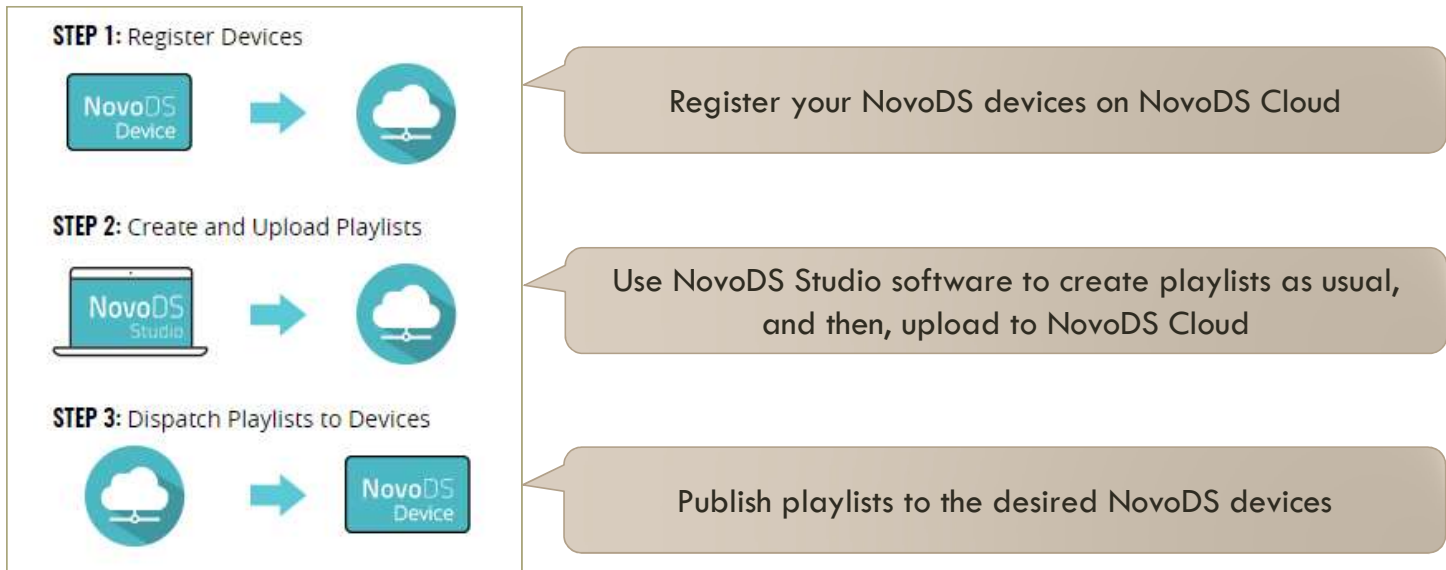 STEP 1: Register Devices
NovoDS
Device
Register your NovoDS devices on NovoDS Cloud
STEP 2: Create and Upload Playlists
NovoDS
Studio
Use NovoDS Studio software to create playlists as usual,
and then, upload to NovoDS Cloud
STEP 3: Dispatch Playlists to Devices
NovoDS
Device
Publish playlists to the desired NovoDS devices